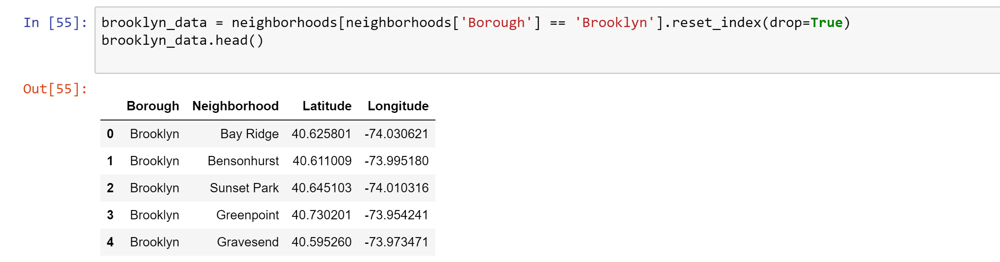 In [55]: brooklyn_data = neighborhoods[neighborhoods['Borough'] == 'Brooklyn'].reset_index(drop=True)
brooklyn_data.head()
Out[55]:
Borough Neighborhood Latitude Longitude
0 Brooklyn Bay Ridge 40.625801 -74.030621
1 Brooklyn Bensonhurst 40.611009 -73.995180
2 Brooklyn Sunset Park 40.645103 -74.010316
3 Brooklyn Greenpoint 40.730201 -73.954241
4 Brooklyn Gravesend 40.595260 -73.973471